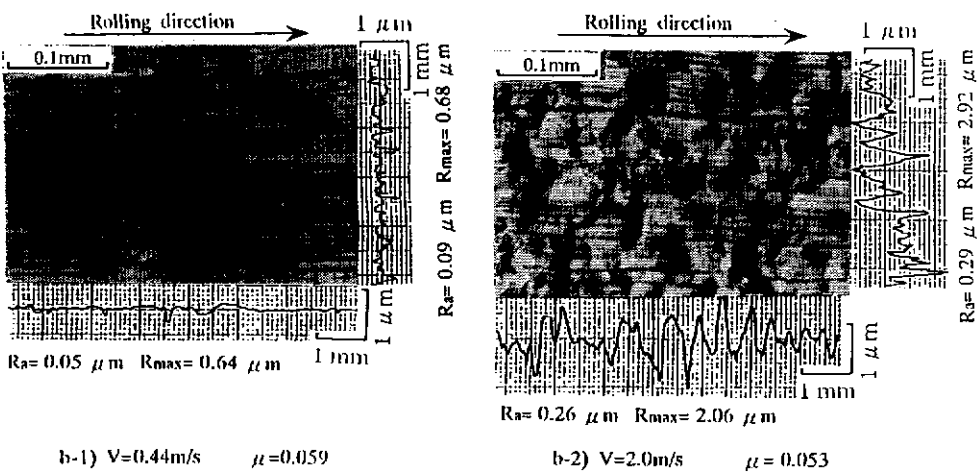 Rolling direction
0.1mm
1 μm
1 mm
Ra= 0.09 μm Rmax= 0.68 μm
1 μm
1 mm
Ra= 0.05 μm Rmax= 0.64 μm
b-1) V=0.44m/s μ=0.059
Rolling direction
0.1mm
1 μm
1 mm
Ra= 0.29 μm Rmax= 2.92 μm
1 μm
1 mm
Ra= 0.26 μm Rmax= 2.06 μm
b-2) V=2.0m/s μ = 0.053